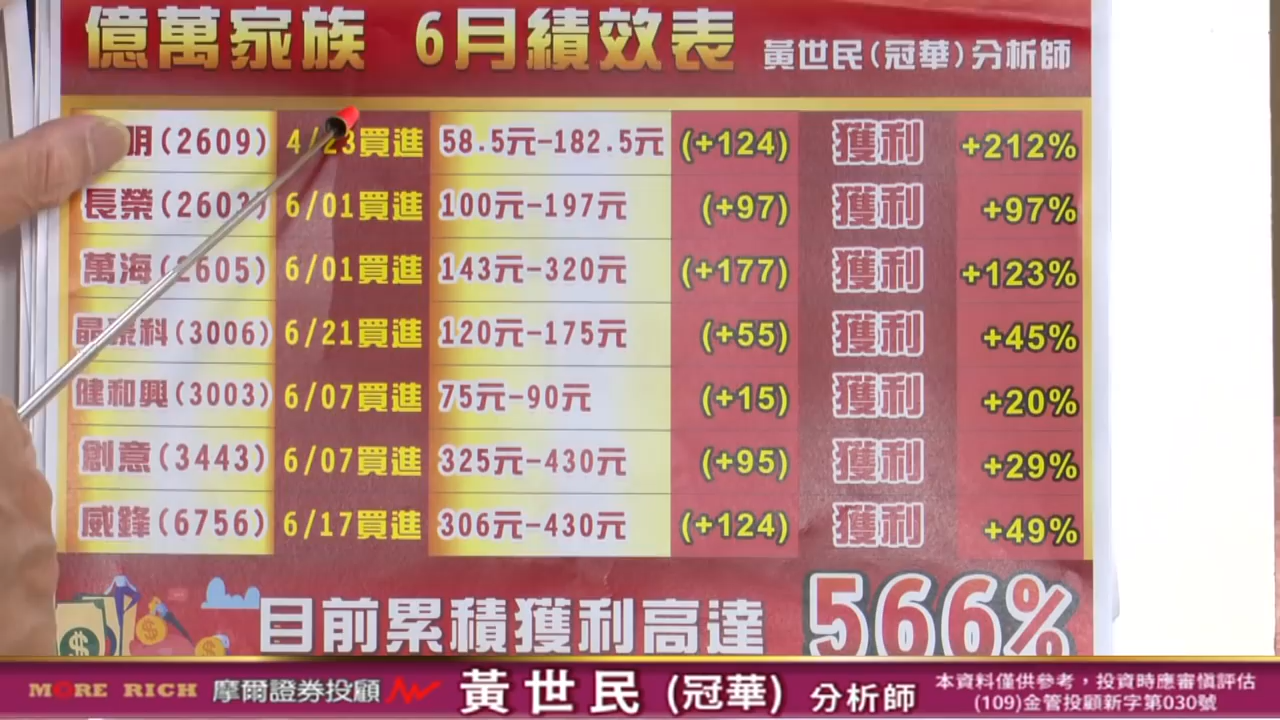 億萬家族 6月績效表 黃世民(冠華)分析師
明(2609) 4/23買進 58.5元-182.5元 (+124) 獲利 +212%
長榮(2603) 6/01買進 100元-197元 (+97) 獲利 +97%
萬海(2605) 6/01買進 143元-320元 (+177) 獲利 +123%
晶豪科(3006) 6/21買進 120元-175元 (+55) 獲利 +45%
健和興(3003) 6/07買進 75元-90元 (+15) 獲利 +20%
創意(3443) 6/07買進 325元-430元 (+95) 獲利 +29%
威鋒(6756) 6/17買進 306元-430元 (+124) 獲利 +49%
目前累積獲利高達 566%
MORE RICH 摩爾證券投顧 黃世民(冠華) 分析師
本資料僅供參考,投資時應審慎評估
(109)金管投顧新字第030號